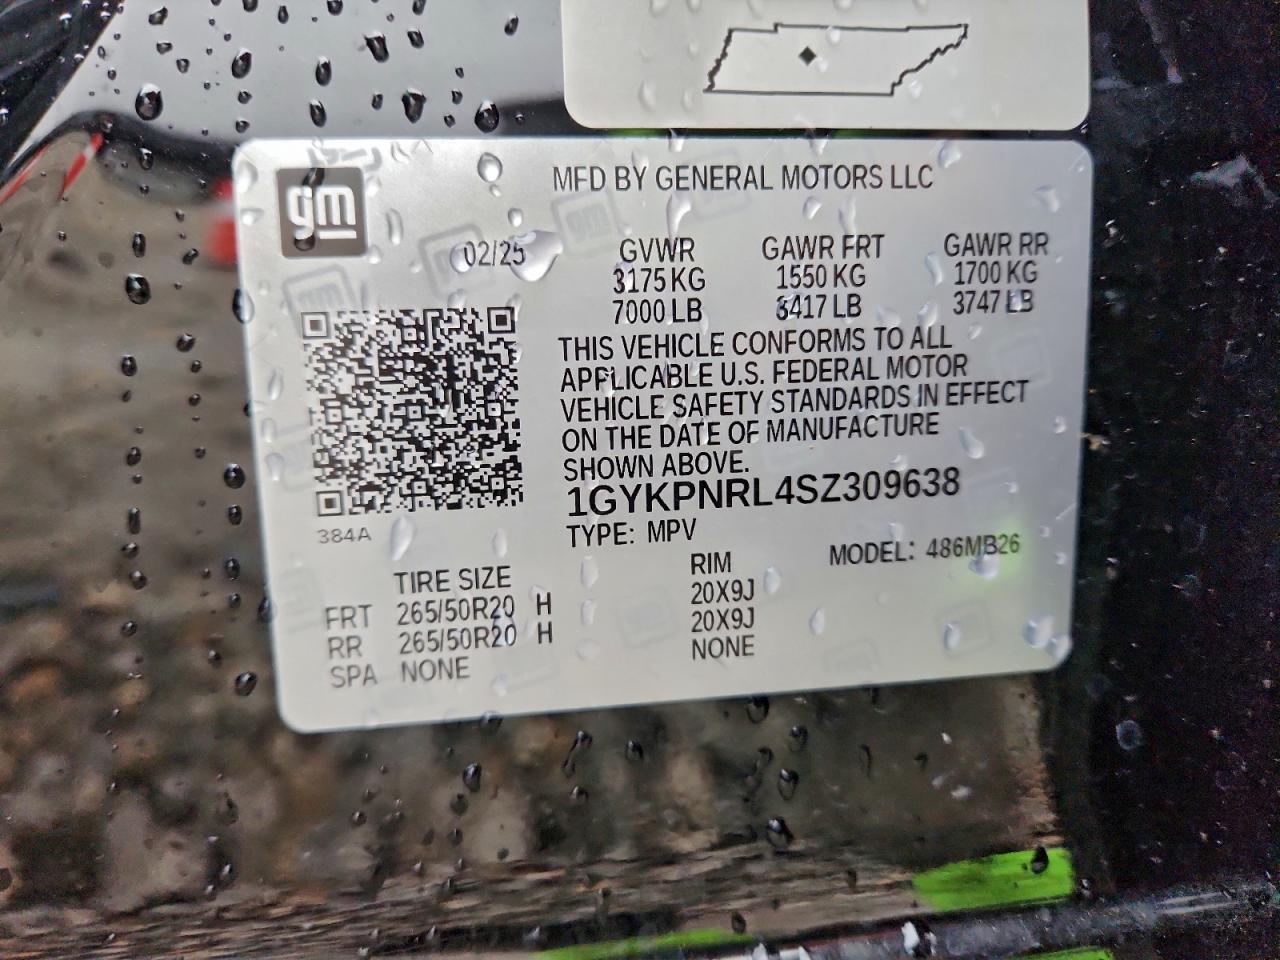 gm
MFD BY GENERAL MOTORS LLC
02/25 GVWR GAWR FRT GAWR RR
3175 KG 1550 KG 1700 KG
7000 LB 3417 LB 3747 LB
THIS VEHICLE CONFORMS TO ALL
APPLICABLE U.S. FEDERAL MOTOR
VEHICLE SAFETY STANDARDS IN EFFECT
ON THE DATE OF MANUFACTURE
SHOWN ABOVE.
1GYKPNRL4SZ309638
384A
TYPE: MPV
MODEL: 486MB26
TIRE SIZE RIM
FRT 265/50R20 H 20X9J
RR 265/50R20 H 20X9J
SPA NONE NONE